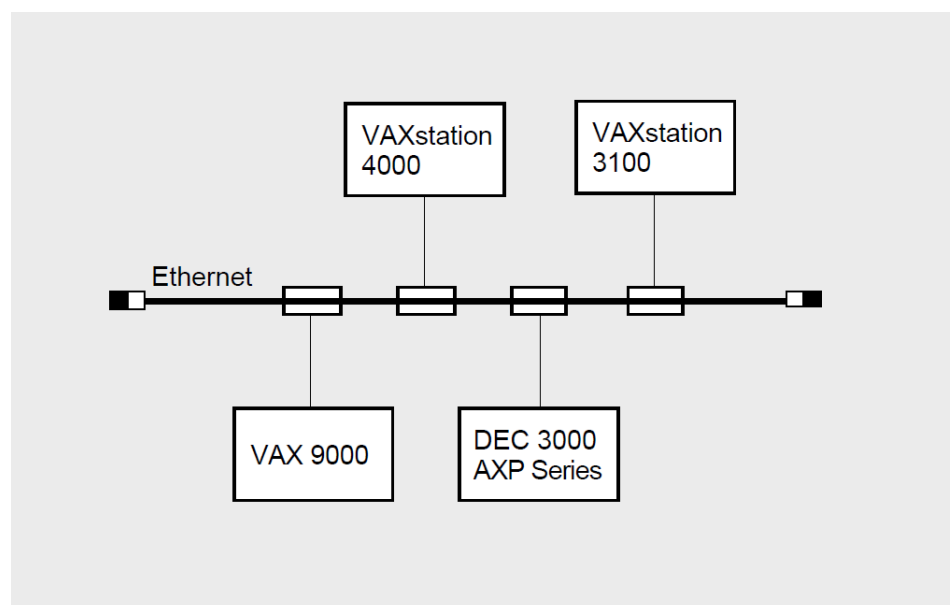 VAXstation
4000
VAXstation
3100
Ethernet
VAX 9000
DEC 3000
AXP Series